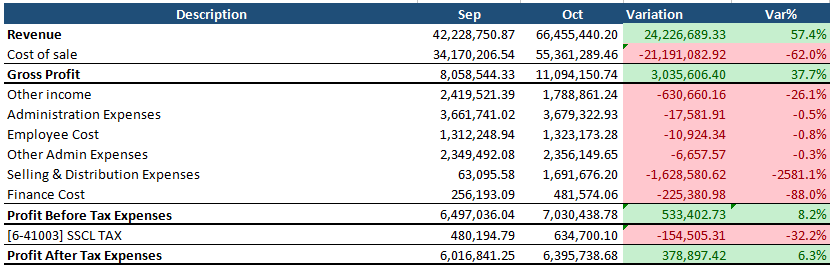 Description Sep Oct Variation Var%
Revenue 42,228,750.87 66,455,440.20 24,226,689.33 57.4%
Cost of sale 34,170,206.54 55,361,289.46 -21,191,082.92 -62.0%
Gross Profit 8,058,544.33 11,094,150.74 3,035,606.40 37.7%
Other income 2,419,521.39 1,788,861.24 -630,660.16 -26.1%
Administration Expenses 3,661,741.02 3,679,322.93 -17,581.91 -0.5%
Employee Cost 1,312,248.94 1,323,173.28 -10,924.34 -0.8%
Other Admin Expenses 2,349,492.08 2,356,149.65 -6,657.57 -0.3%
Selling & Distribution Expenses 63,095.58 1,691,676.20 -1,628,580.62 -2581.1%
Finance Cost 256,193.09 481,574.06 -225,380.98 -88.0%
Profit Before Tax Expenses 6,497,036.04 7,030,438.78 533,402.73 8.2%
[6-41003] SSCL TAX 480,194.79 634,700.10 -154,505.31 -32.2%
Profit After Tax Expenses 6,016,841.25 6,395,738.68 378,897.42 6.3%